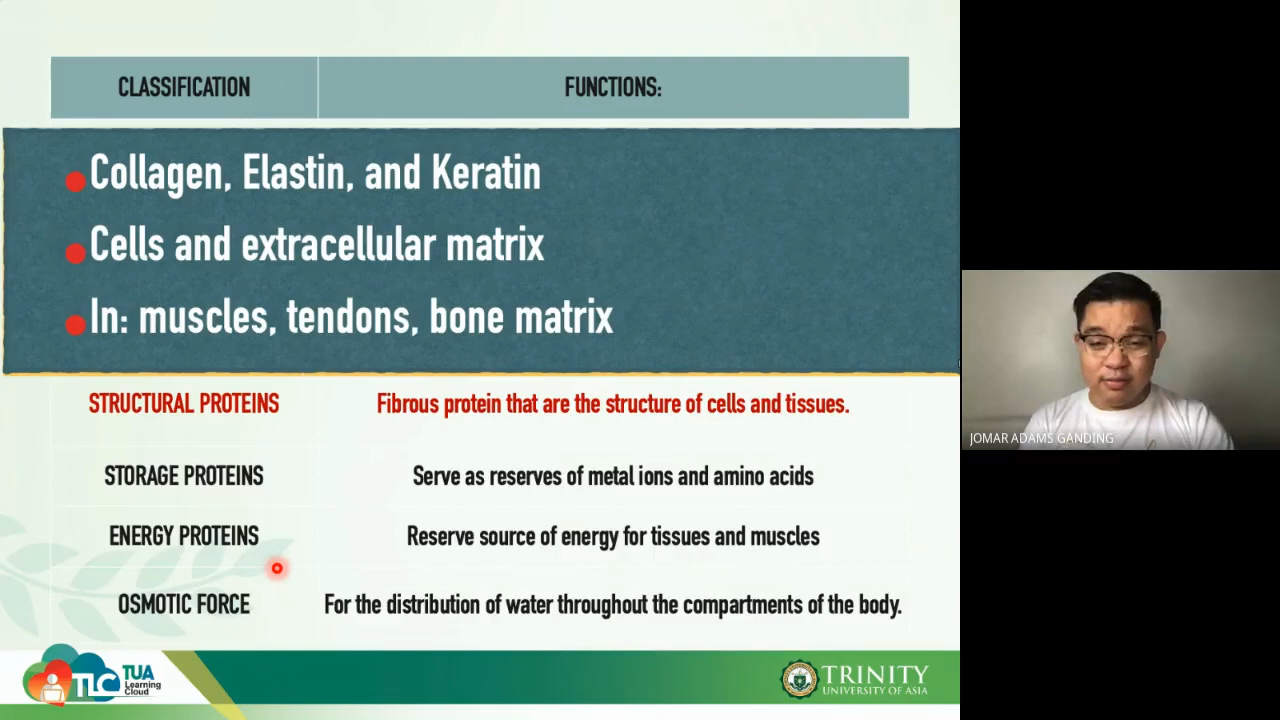 CLASSIFICATION
FUNCTIONS:
Collagen, Elastin, and Keratin
Cells and extracellular matrix
In: muscles, tendons, bone matrix
STRUCTURAL PROTEINS
Fibrous protein that are the structure of cells and tissues.
STORAGE PROTEINS
Serve as reserves of metal ions and amino acids
ENERGY PROTEINS
Reserve source of energy for tissues and muscles
OSMOTIC FORCE
For the distribution of water throughout the compartments of the body.
TLC
TUA
Learning
Cloud
TRINITY
UNIVERSITY OF ASIA
JOMAR ADAMS GANDING